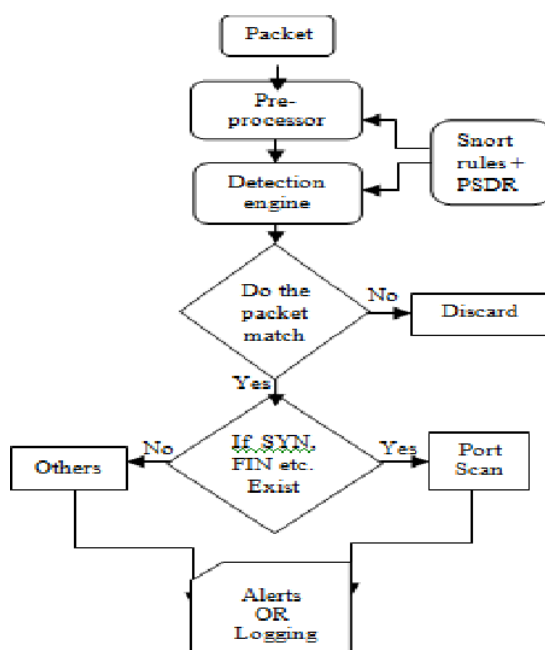 Packet
Pre-
processor
Snort
rules +
PSDR
Detection
engine
Do the
packet
match
No
Discard
Yes
If SYN,
FIN etc.
Exist
No
Others
Yes
Port
Scan
Alerts
OR
Logging